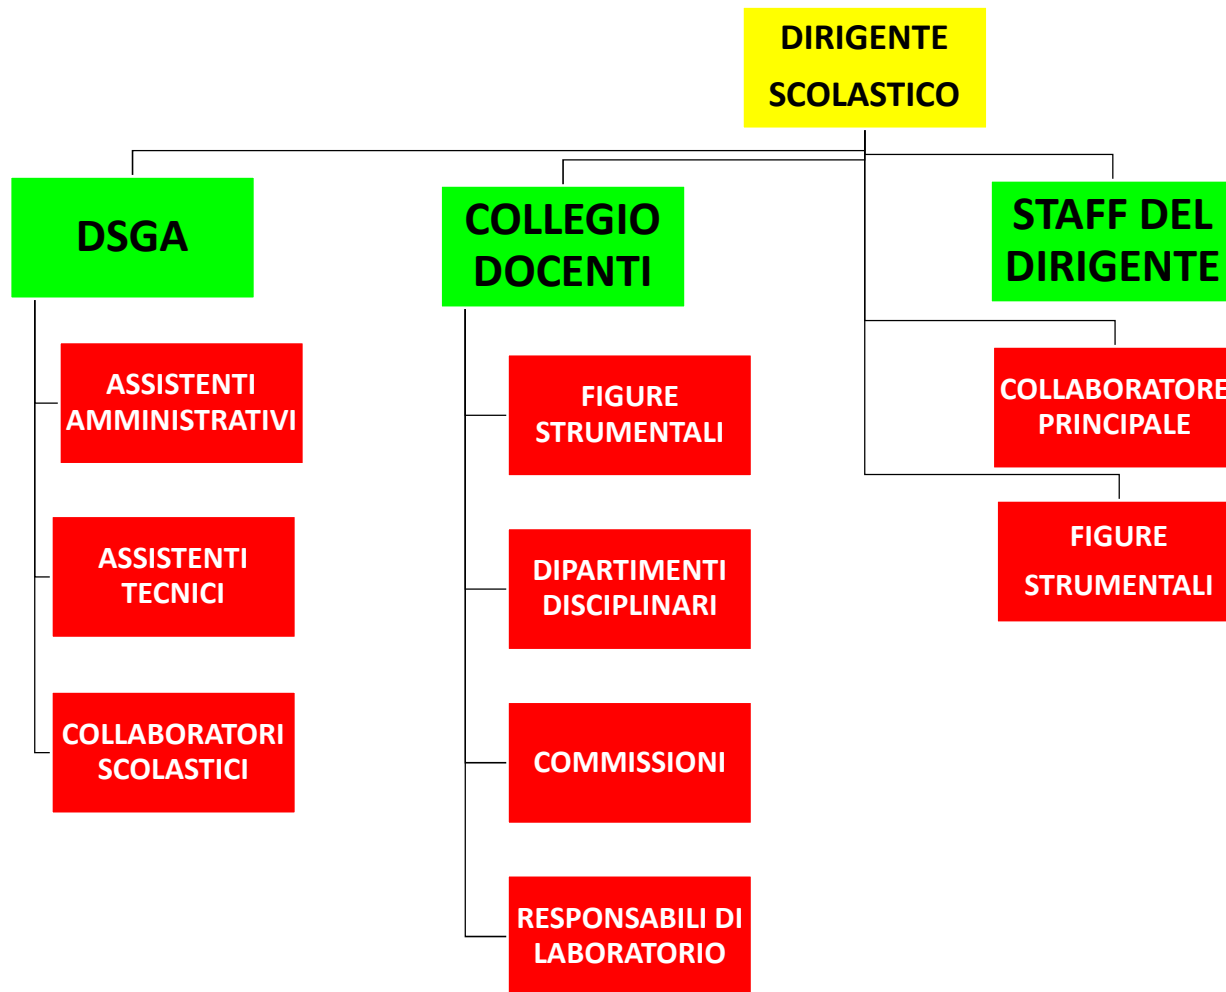 DIRIGENTE
SCOLASTICO
DSGA
COLLEGIO
DOCENTI
STAFF DEL
DIRIGENTE
ASSISTENTI
AMMINISTRATIVI
ASSISTENTI
TECNICI
COLLABORATORI
SCOLASTICI
FIGURE
STRUMENTALI
DIPARTIMENTI
DISCIPLINARI
COMMISSIONI
RESPONSABILI DI
LABORATORIO
COLLABORATORE
PRINCIPALE
FIGURE
STRUMENTALI